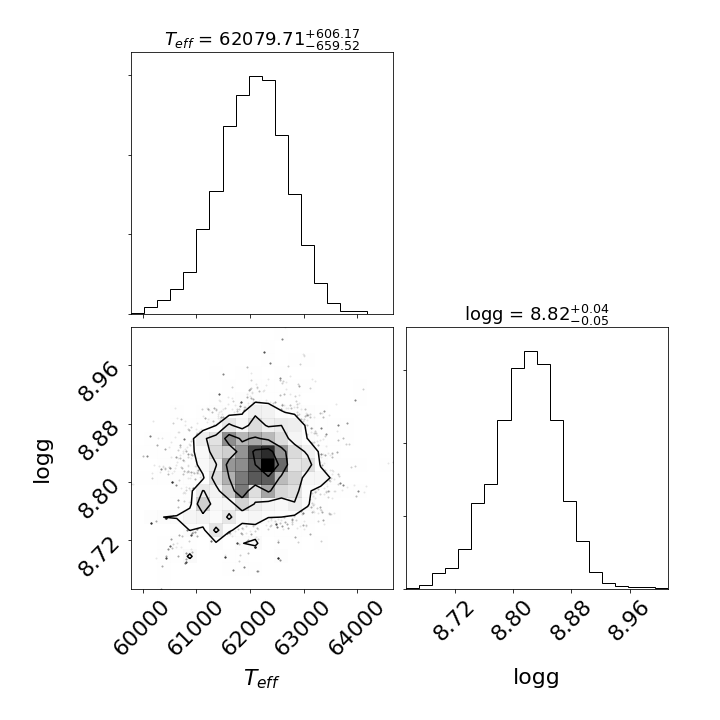 T_eff = 62079.71^{+606.17}_{-659.52}
logg = 8.82^{+0.04}_{-0.05}
logg
8.96
8.88
8.80
8.72
60000 61000 62000 63000 64000
8.72 8.80 8.88 8.96
T_eff
logg